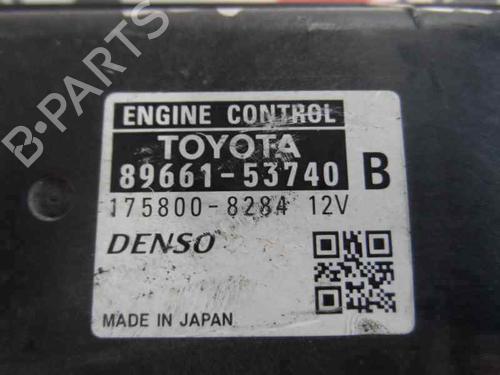 B-PARTS
ENGINE CONTROL
TOYOTA
89661-53740 B
175800-8284 12V
DENSO
MADE IN JAPAN